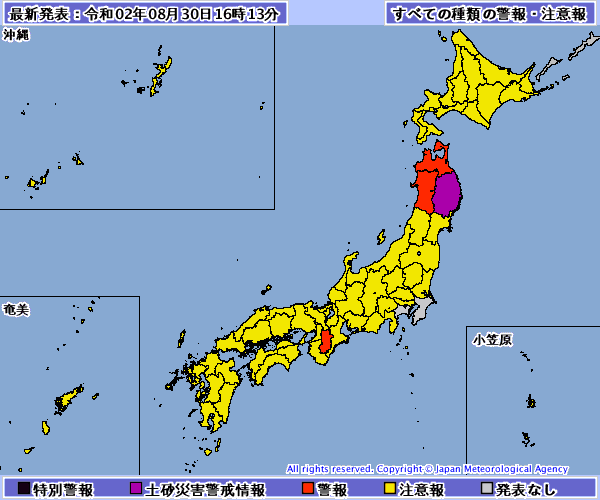 最新発表：令和02年08月30日16時13分
すべての種類の警報・注意報
沖縄
奄美
小笠原
All rights reserved. Copyright © Japan Meteorological Agency
特別警報 土砂災害警戒情報 警報 注意報 発表なし